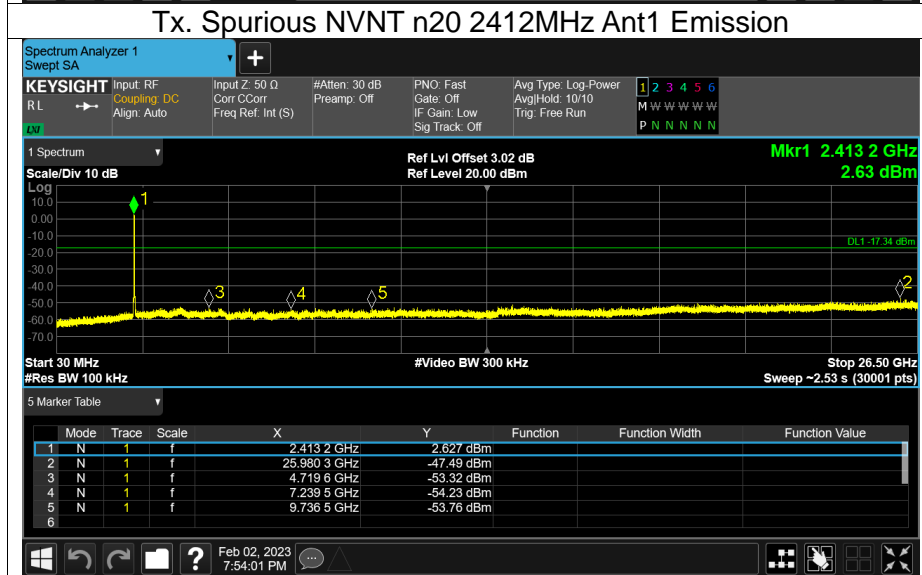 Tx. Spurious NVNT n20 2412MHz Ant1 Emission
Spectrum Analyzer 1
Swept SA
+
KEYSIGHT Input: RF Input Z: 50 Ω #Atten: 30 dB PNO: Fast Avg Type: Log-Power 1 2 3 4 5 6
RL Coupling: DC Corr CCorr Preamp: Off Gate: Off Avg|Hold: 10/10 M W W W W W
Align: Auto Freq Ref: Int (S) IF Gain: Low Trig: Free Run
LXI Sig Track: Off P N N N N N
1 Spectrum Ref Lvl Offset 3.02 dB Mkr1 2.413 2 GHz
Scale/Div 10 dB Ref Level 20.00 dBm 2.63 dBm
Log
10.0 1
0.00
-10.0
DL1 -17.34 dBm
-20.0
-30.0
-40.0
3 4 5 2
-50.0
-60.0
-70.0
Start 30 MHz #Video BW 300 kHz Stop 26.50 GHz
#Res BW 100 kHz Sweep ~2.53 s (30001 pts)
5 Marker Table
Mode Trace Scale X Y Function Function Width Function Value
1 N 1 f 2.413 2 GHz 2.627 dBm
2 N 1 f 25.980 3 GHz -47.49 dBm
3 N 1 f 4.719 6 GHz -53.32 dBm
4 N 1 f 7.239 5 GHz -54.23 dBm
5 N 1 f 9.736 5 GHz -53.76 dBm
6
? Feb 02, 2023
7:54:01 PM